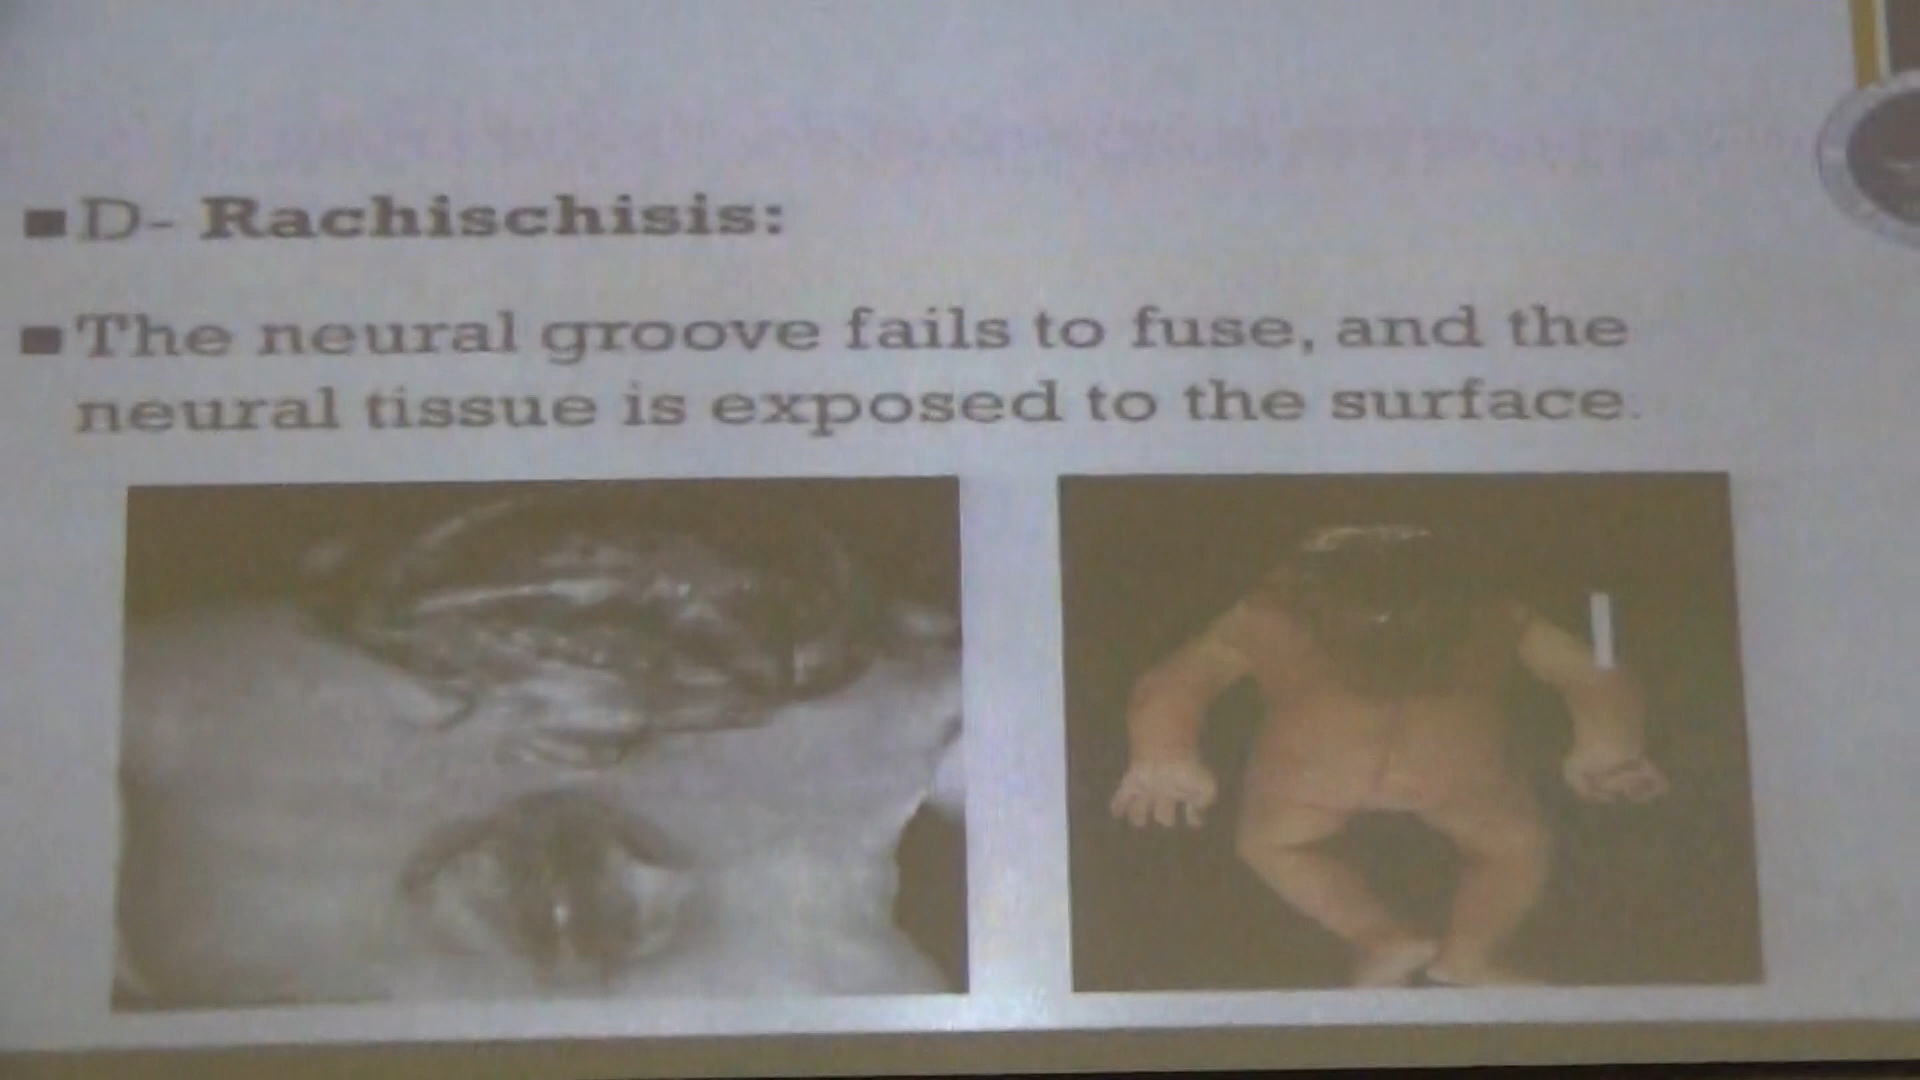 ■ D- Rachischisis:
■ The neural groove fails to fuse, and the
neural tissue is exposed to the surface.